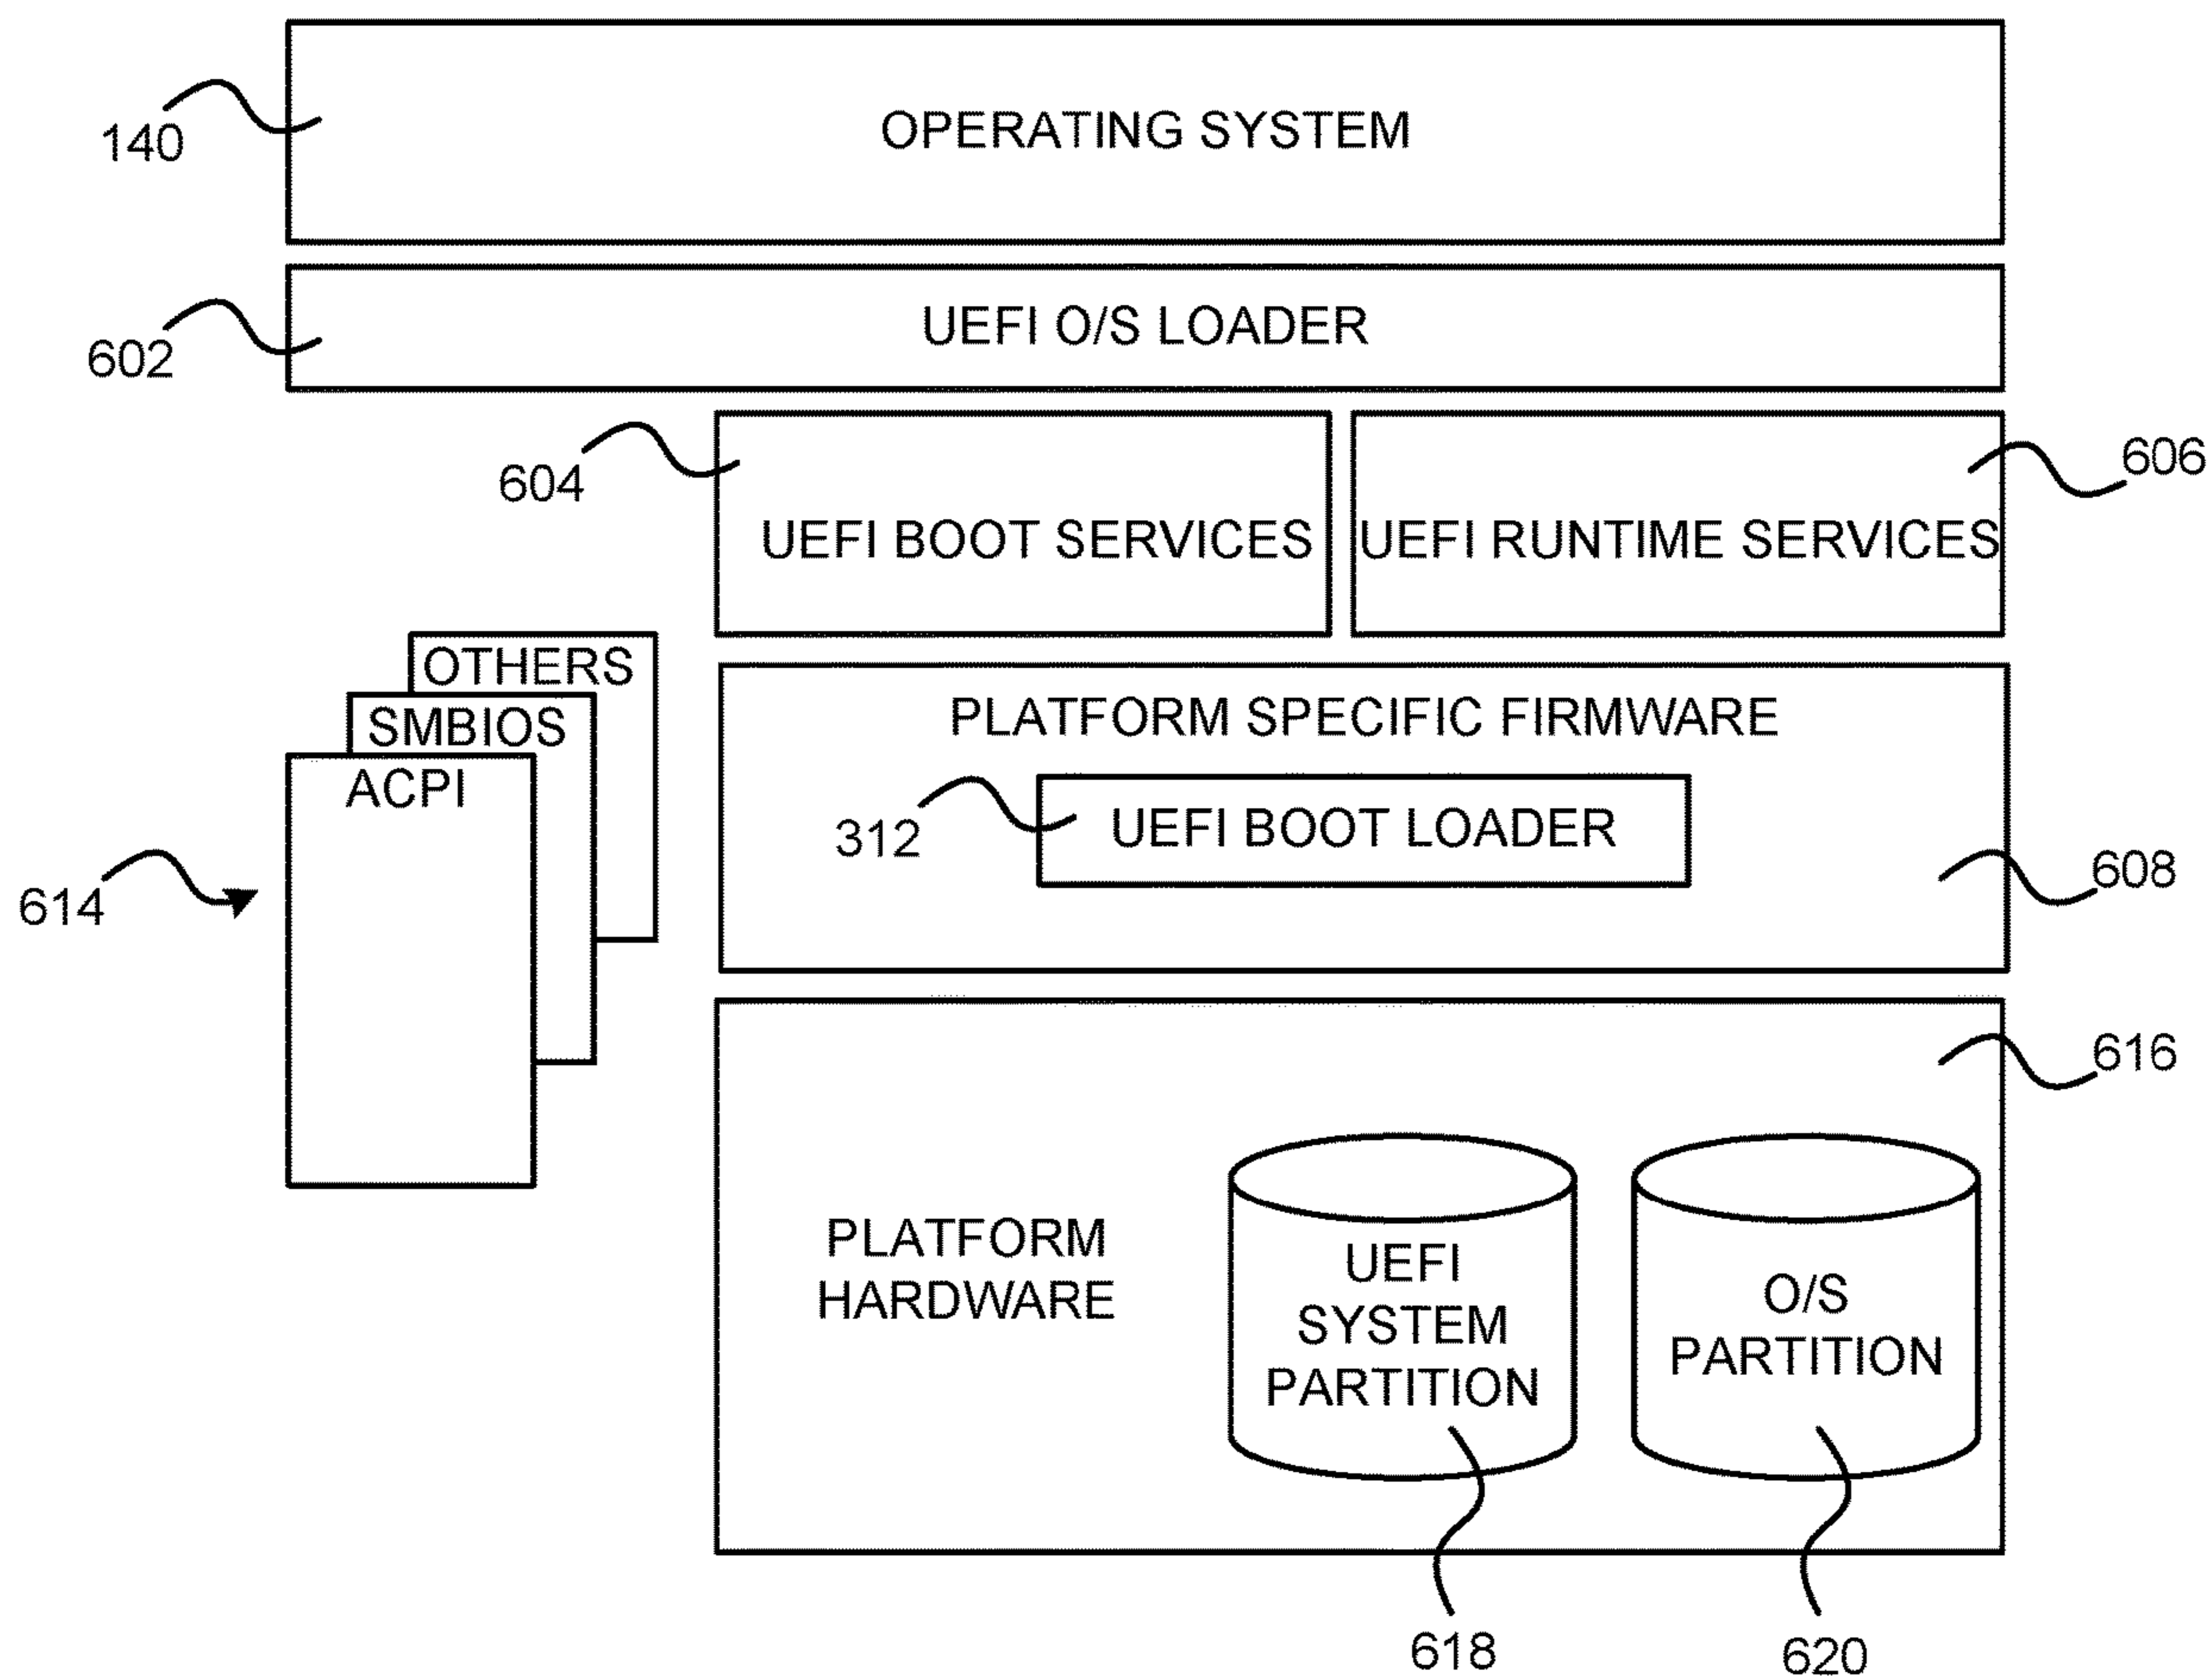 OPERATING SYSTEM
140
UEFI O/S LOADER
602
604
606
UEFI BOOT SERVICES
UEFI RUNTIME SERVICES
OTHERS
SMBIOS
ACPI
614
PLATFORM SPECIFIC FIRMWARE
312
UEFI BOOT LOADER
608
616
PLATFORM
HARDWARE
UEFI
SYSTEM
PARTITION
O/S
PARTITION
618
620